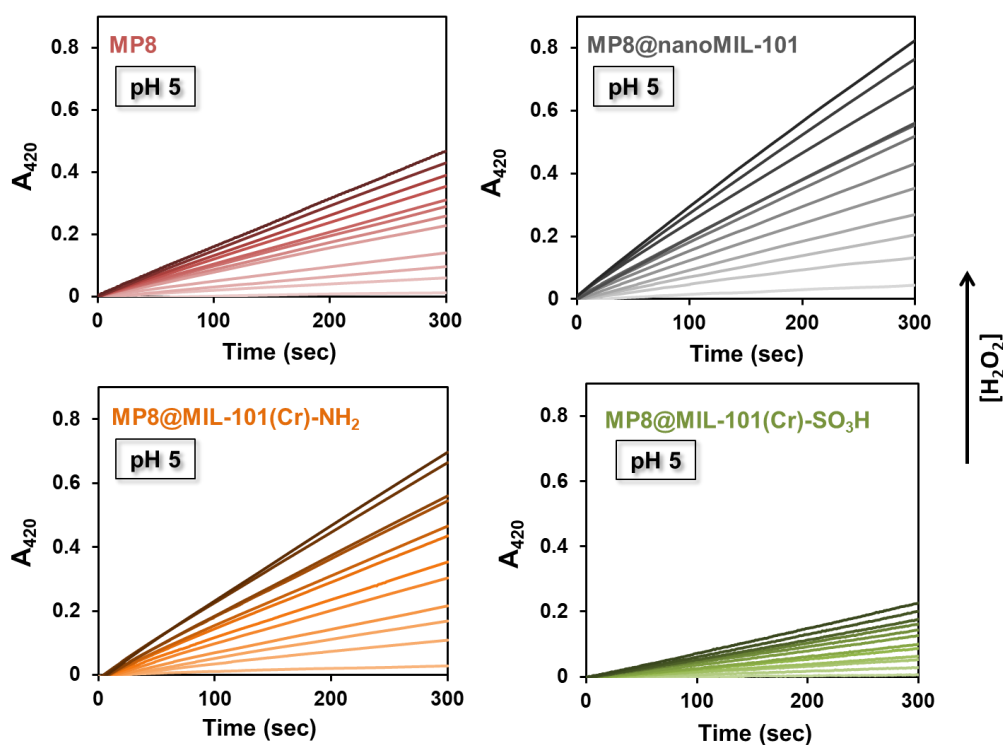 MP8
pH 5
A420
0.8
0.6
0.4
0.2
0
0 100 200 300
Time (sec)
MP8@nanoMIL-101
pH 5
A420
0.8
0.6
0.4
0.2
0
0 100 200 300
Time (sec)
[H₂O₂]
MP8@MIL-101(Cr)-NH₂
pH 5
A420
0.8
0.6
0.4
0.2
0
0 100 200 300
Time (sec)
MP8@MIL-101(Cr)-SO₃H
pH 5
A420
0.8
0.6
0.4
0.2
0
0 100 200 300
Time (sec)